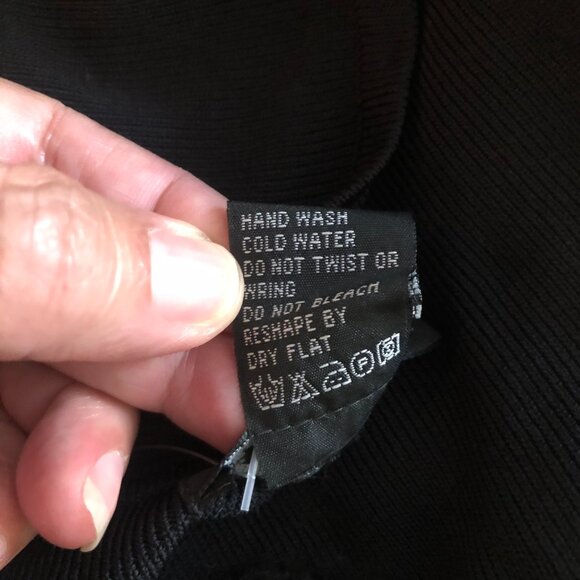 HAND WASH
COLD WATER
DO NOT TWIST OR
WRING
DO NOT BLEACH
RESHAPE BY
DRY FLAT
F